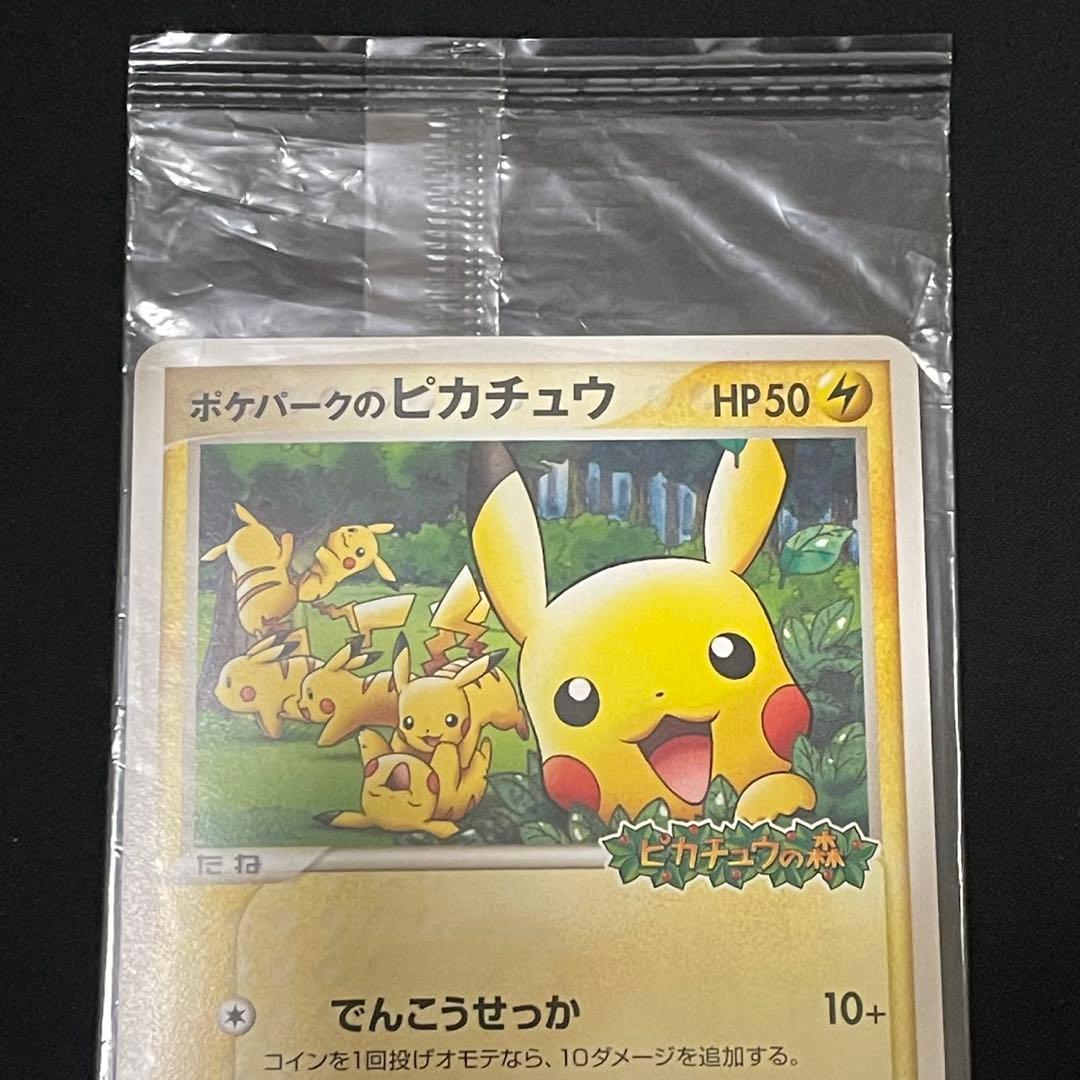 ポケパークのピカチュウ HP50
ピカチュウの森
たね
でんこうせっか 10+
コインを1回投げオモテなら、10ダメージを追加する。